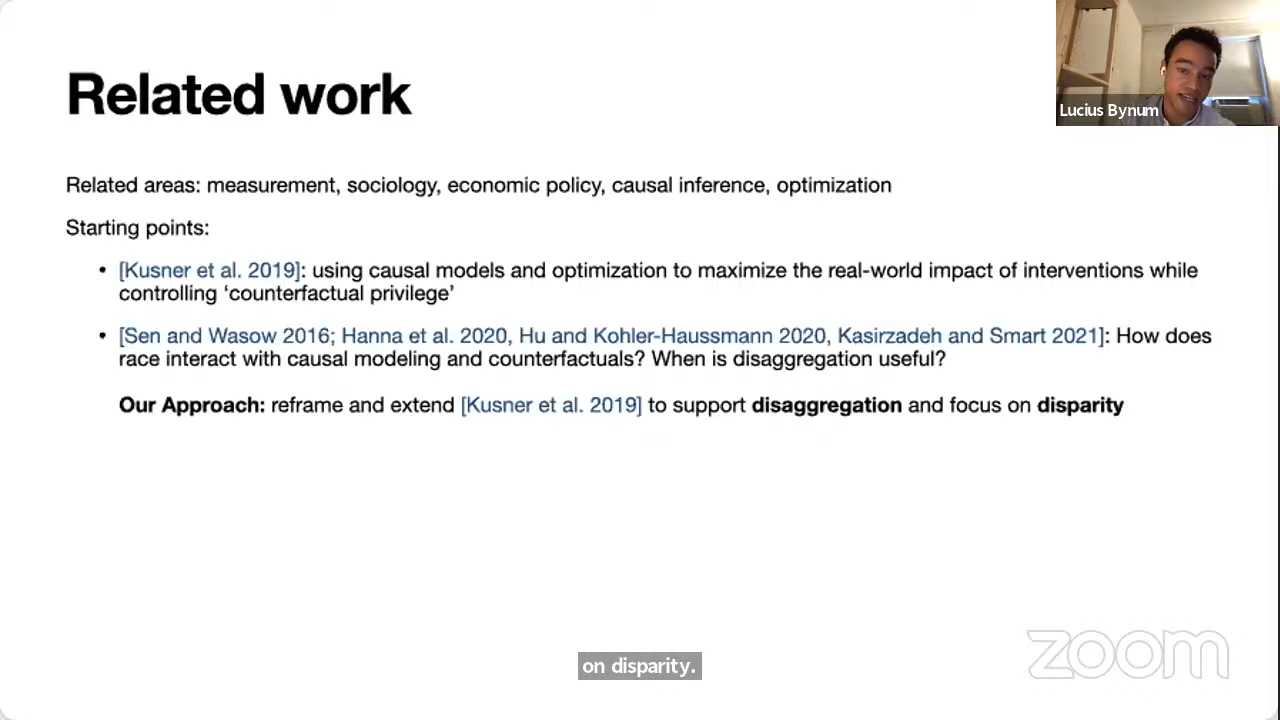 Related work
Lucius Bynum
Related areas: measurement, sociology, economic policy, causal inference, optimization
Starting points:
• [Kusner et al. 2019]: using causal models and optimization to maximize the real-world impact of interventions while
controlling ‘counterfactual privilege’
• [Sen and Wasow 2016; Hanna et al. 2020, Hu and Kohler-Haussmann 2020, Kasirzadeh and Smart 2021]: How does
race interact with causal modeling and counterfactuals? When is disaggregation useful?
Our Approach: reframe and extend [Kusner et al. 2019] to support disaggregation and focus on disparity
on disparity.
zoom